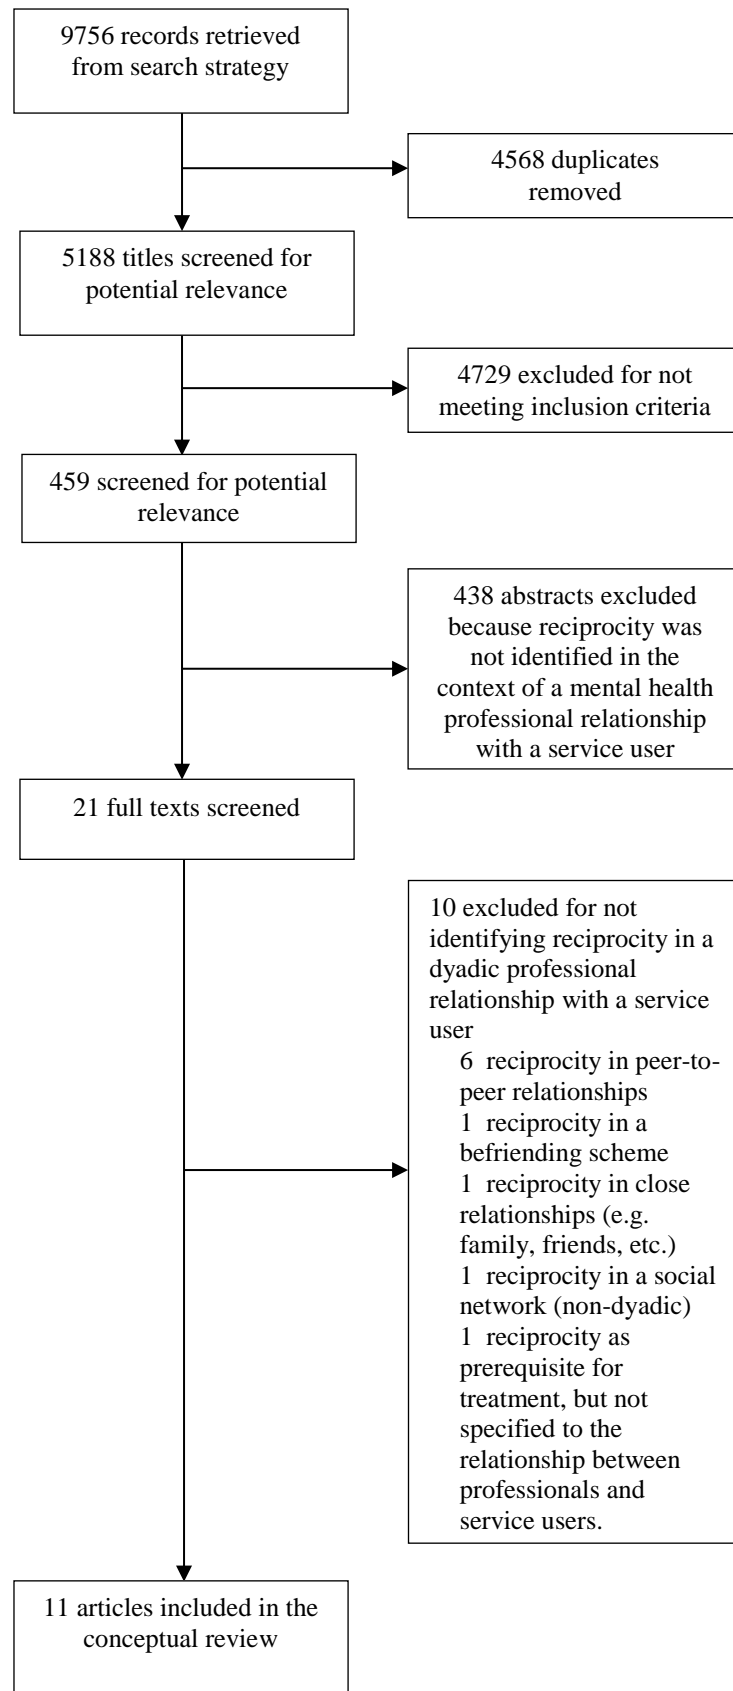 9756 records retrieved
from search strategy
4568 duplicates
removed
5188 titles screened for
potential relevance
4729 excluded for not
meeting inclusion criteria
459 screened for potential
relevance
438 abstracts excluded
because reciprocity was
not identified in the
context of a mental health
professional relationship
with a service user
21 full texts screened
10 excluded for not
identifying reciprocity in a
dyadic professional
relationship with a service
user
6 reciprocity in peer-to-
peer relationships
1 reciprocity in a
befriending scheme
1 reciprocity in close
relationships (e.g.
family, friends, etc.)
1 reciprocity in a social
network (non-dyadic)
1 reciprocity as
prerequisite for
treatment, but not
specified to the
relationship between
professionals and
service users.
11 articles included in the
conceptual review